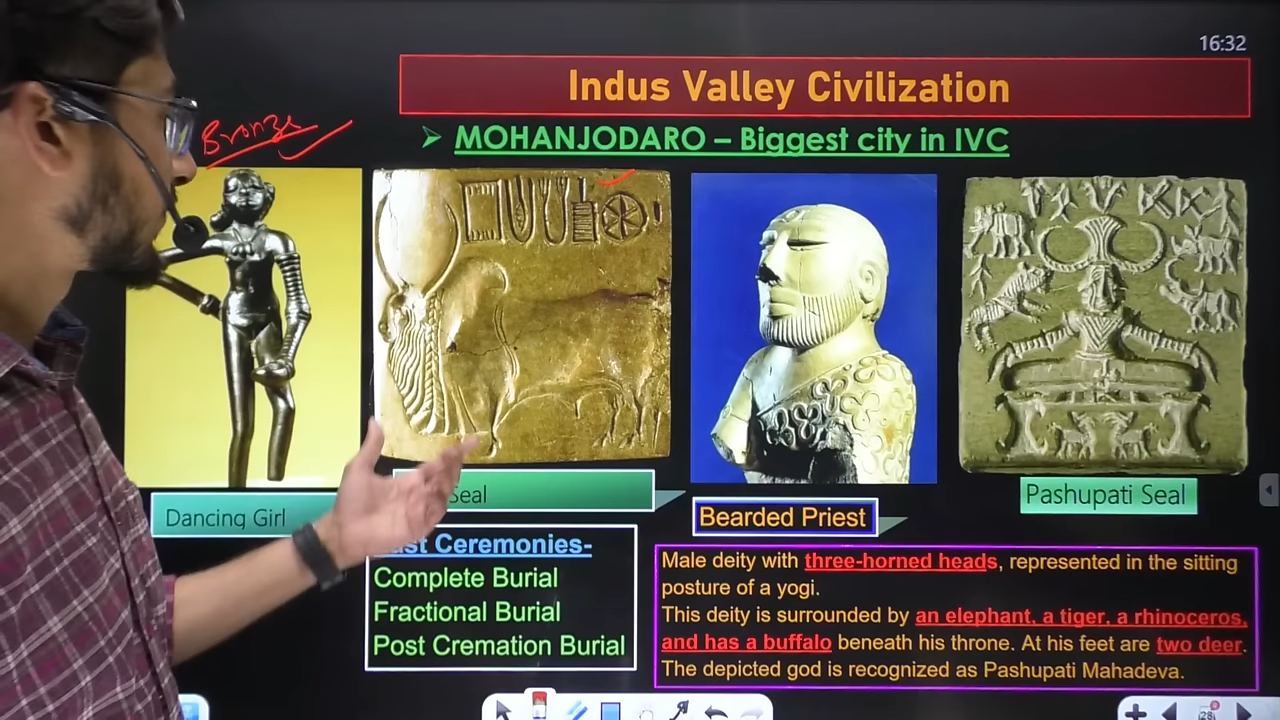 16:32
Indus Valley Civilization
➢ MOHANJODARO – Biggest city in IVC
Bronze
Dancing Girl
Seal
Bearded Priest
Pashupati Seal
Ceremonies-
Complete Burial
Fractional Burial
Post Cremation Burial
Male deity with three-horned heads, represented in the sitting
posture of a yogi.
This deity is surrounded by an elephant, a tiger, a rhinoceros,
and has a buffalo beneath his throne. At his feet are two deer.
The depicted god is recognized as Pashupati Mahadeva.